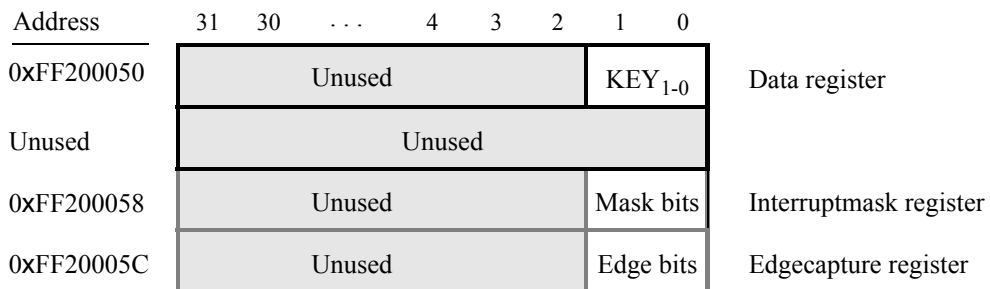 Address 31 30 . . . 4 3 2 1 0
0xFF200050 Unused KEY1-0 Data register
Unused Unused
0xFF200058 Unused Mask bits Interruptmask register
0xFF20005C Unused Edge bits Edgecapture register